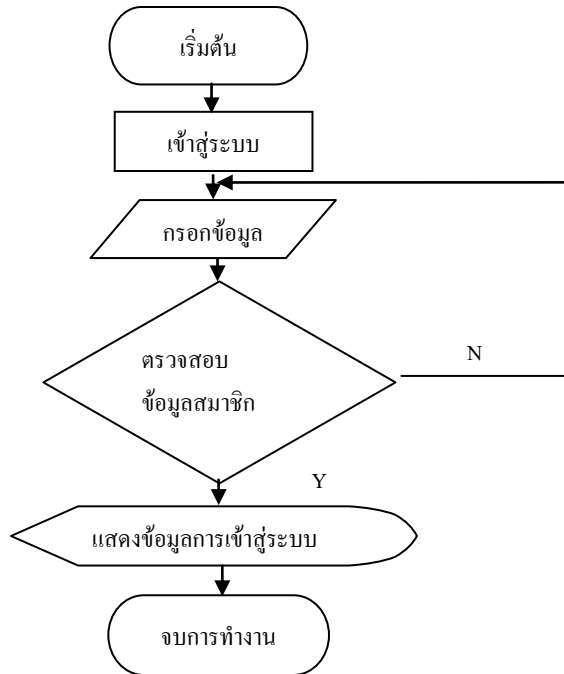 เริ่มต้น
เข้าสู่ระบบ
กรอกข้อมูล
ตรวจสอบ
ข้อมูลสมาชิก
N
Y
แสดงข้อมูลการเข้าสู่ระบบ
จบการทำงาน